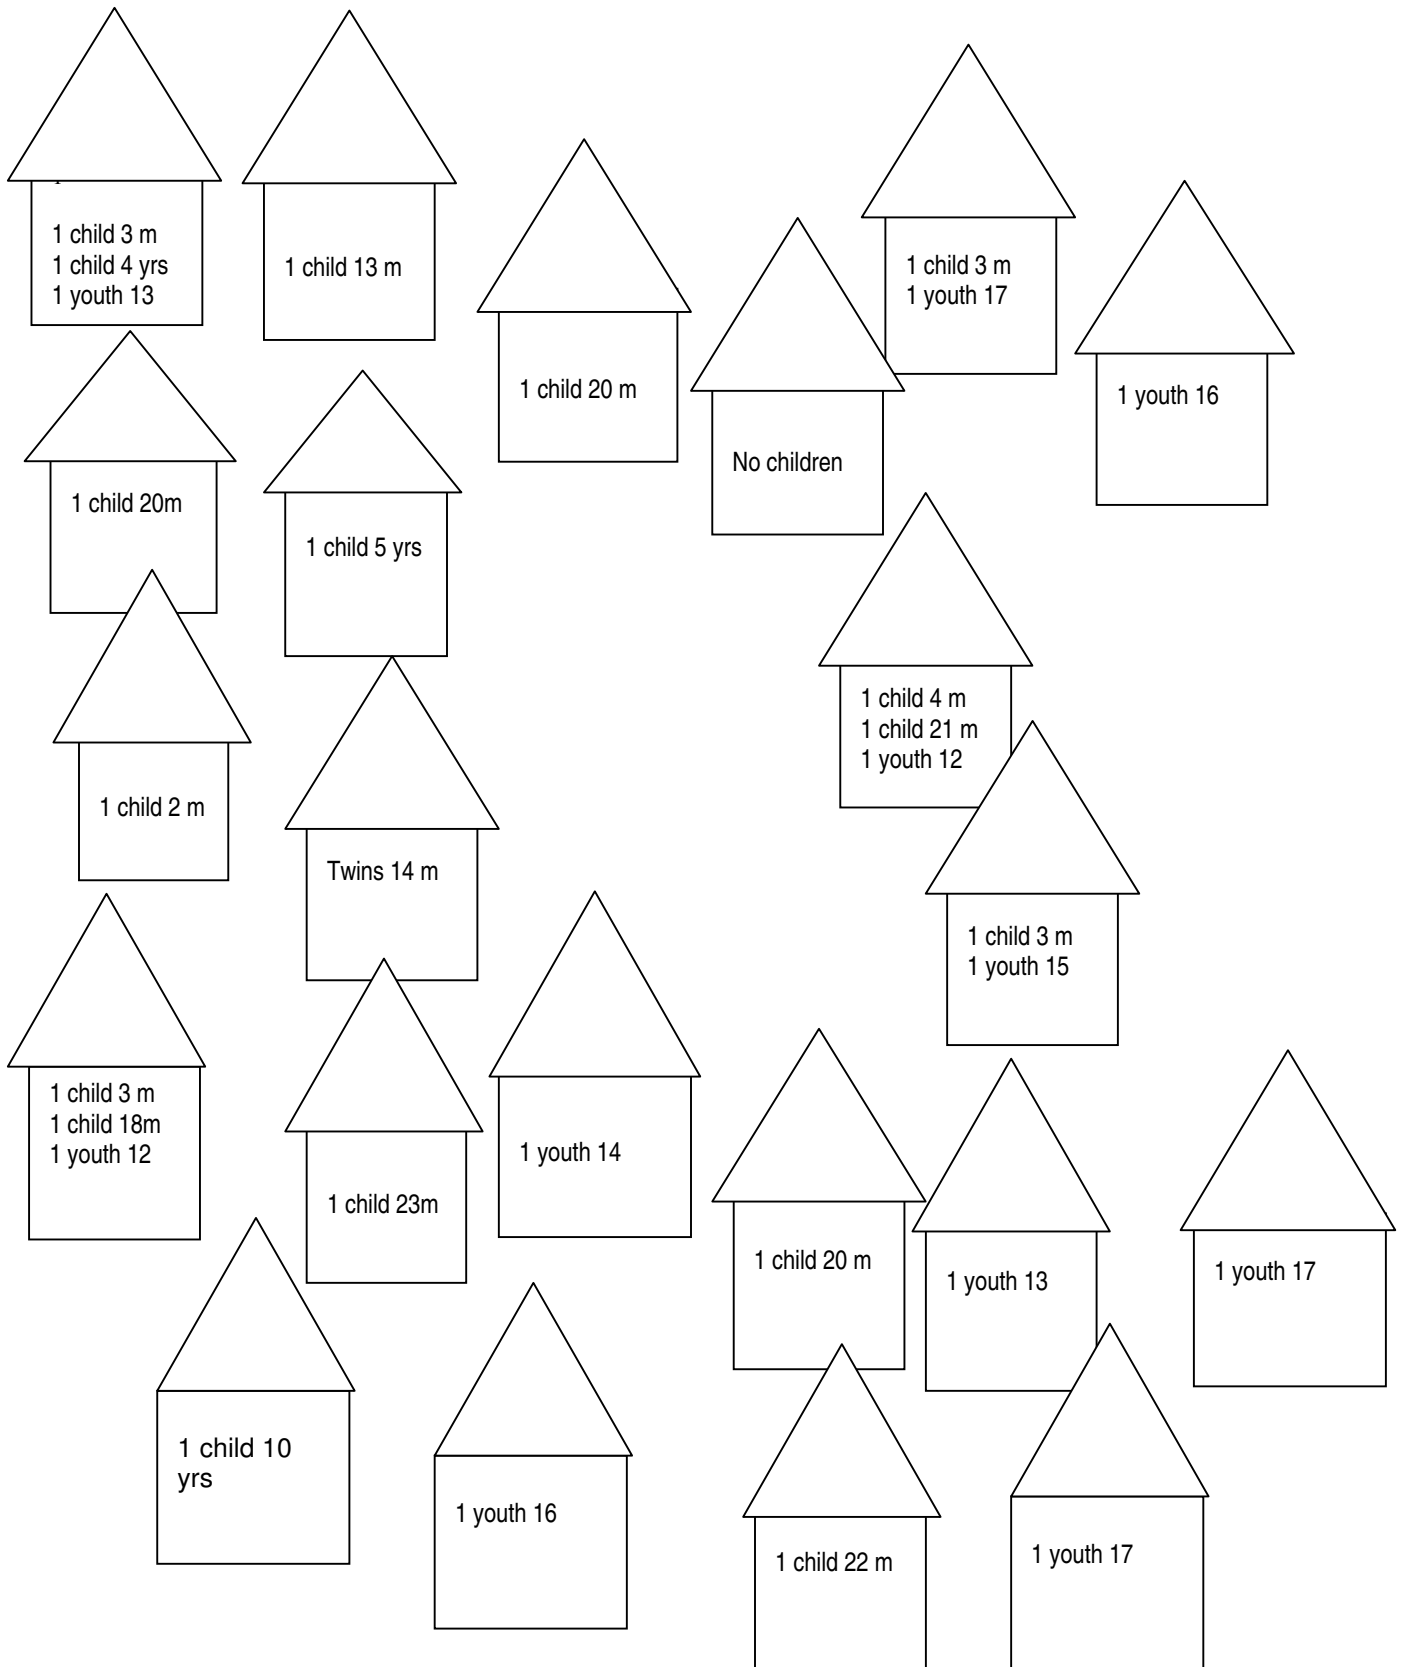 1 child 3 m
1 child 4 yrs
1 youth 13
1 child 13 m
1 child 20 m
No children
1 child 3 m
1 youth 17
1 youth 16
1 child 20m
1 child 5 yrs
1 child 2 m
Twins 14 m
1 child 4 m
1 child 21 m
1 youth 12
1 child 3 m
1 youth 15
1 child 3 m
1 child 18m
1 youth 12
1 child 23m
1 youth 14
1 child 20 m
1 youth 13
1 youth 17
1 child 10
yrs
1 youth 16
1 child 22 m
1 youth 17